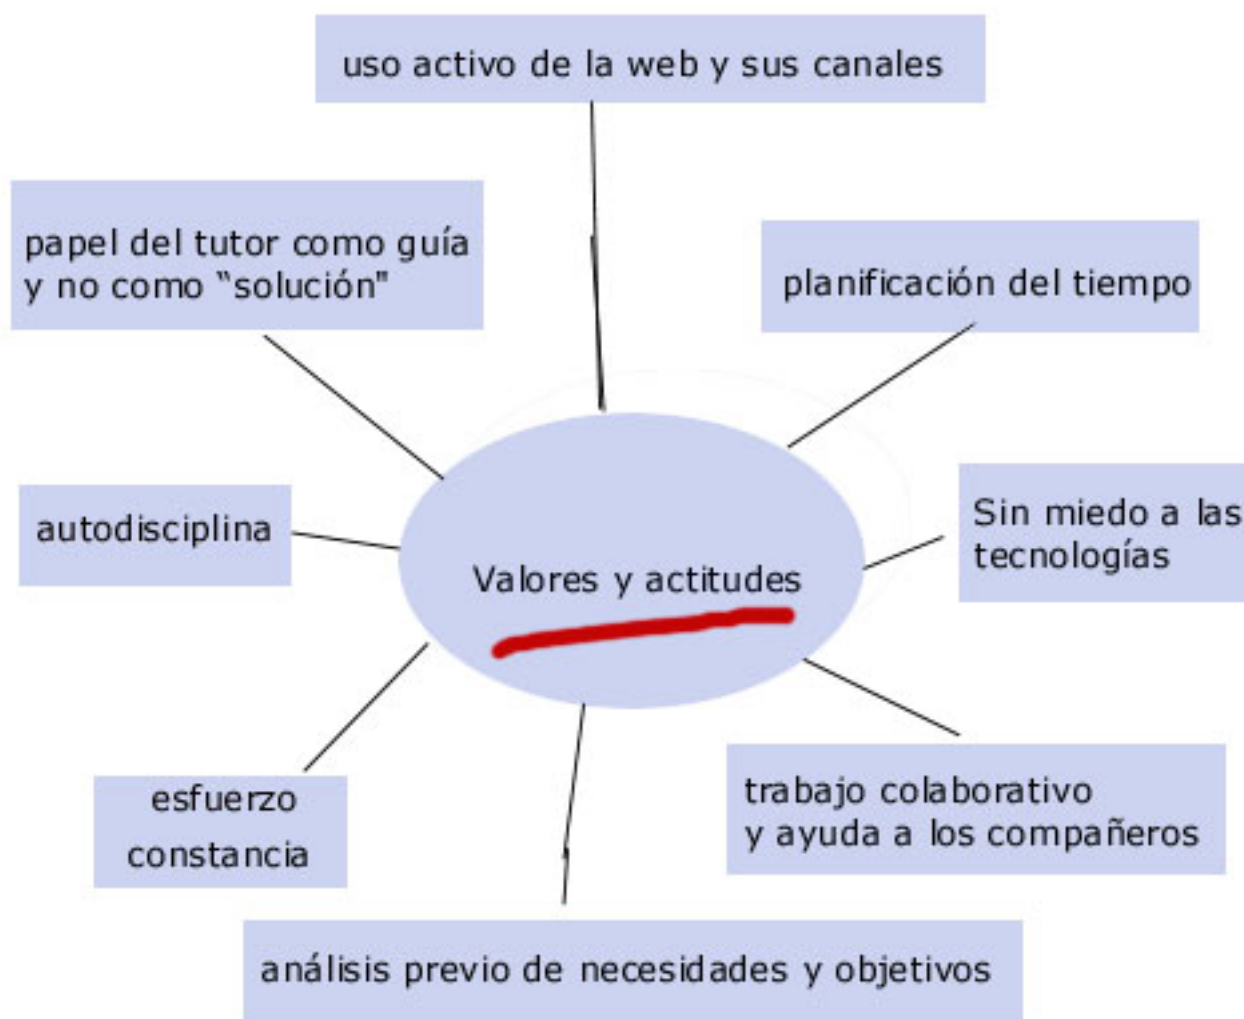 uso activo de la web y sus canales
papel del tutor como guía
y no como “solución"
planificación del tiempo
autodisciplina
Sin miedo a las
tecnologías
Valores y actitudes
esfuerzo
constancia
trabajo colaborativo
y ayuda a los compañeros
análisis previo de necesidades y objetivos